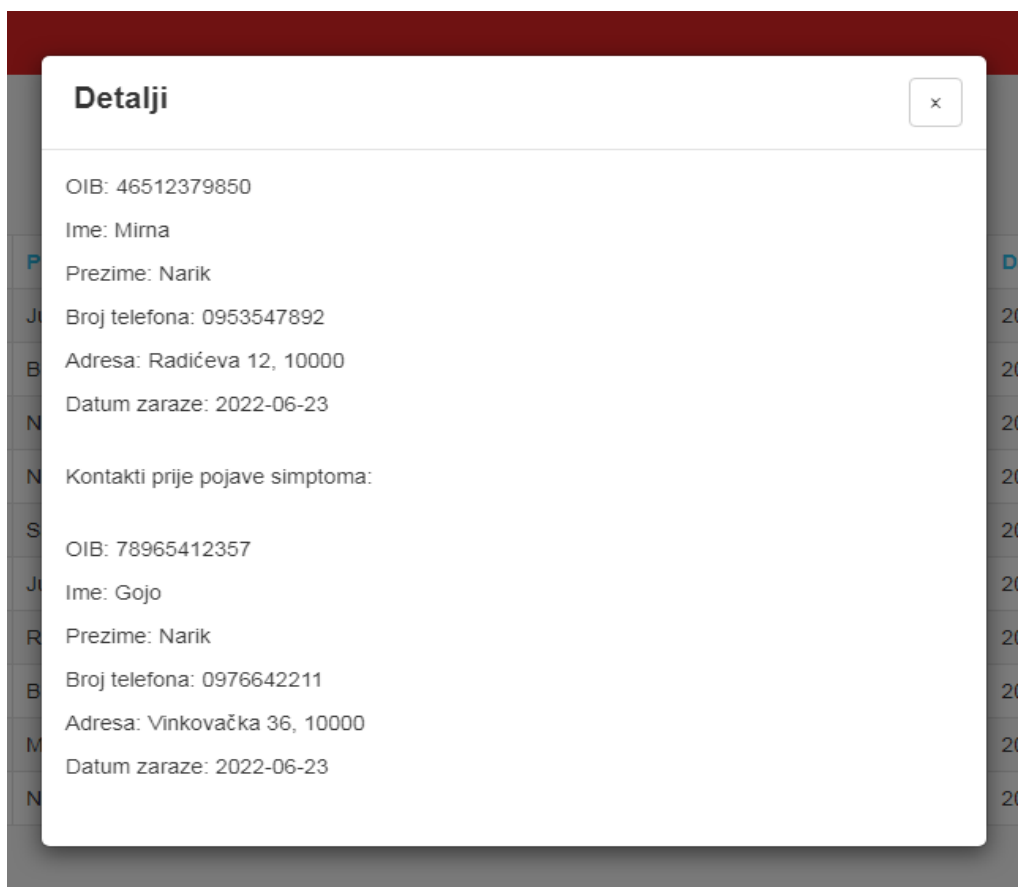 Detalji
×
OIB: 46512379850
Ime: Mirna
Prezime: Narik
Broj telefona: 0953547892
Adresa: Radićeva 12, 10000
Datum zaraze: 2022-06-23
Kontakti prije pojave simptoma:
OIB: 78965412357
Ime: Gojo
Prezime: Narik
Broj telefona: 0976642211
Adresa: Vinkovačka 36, 10000
Datum zaraze: 2022-06-23